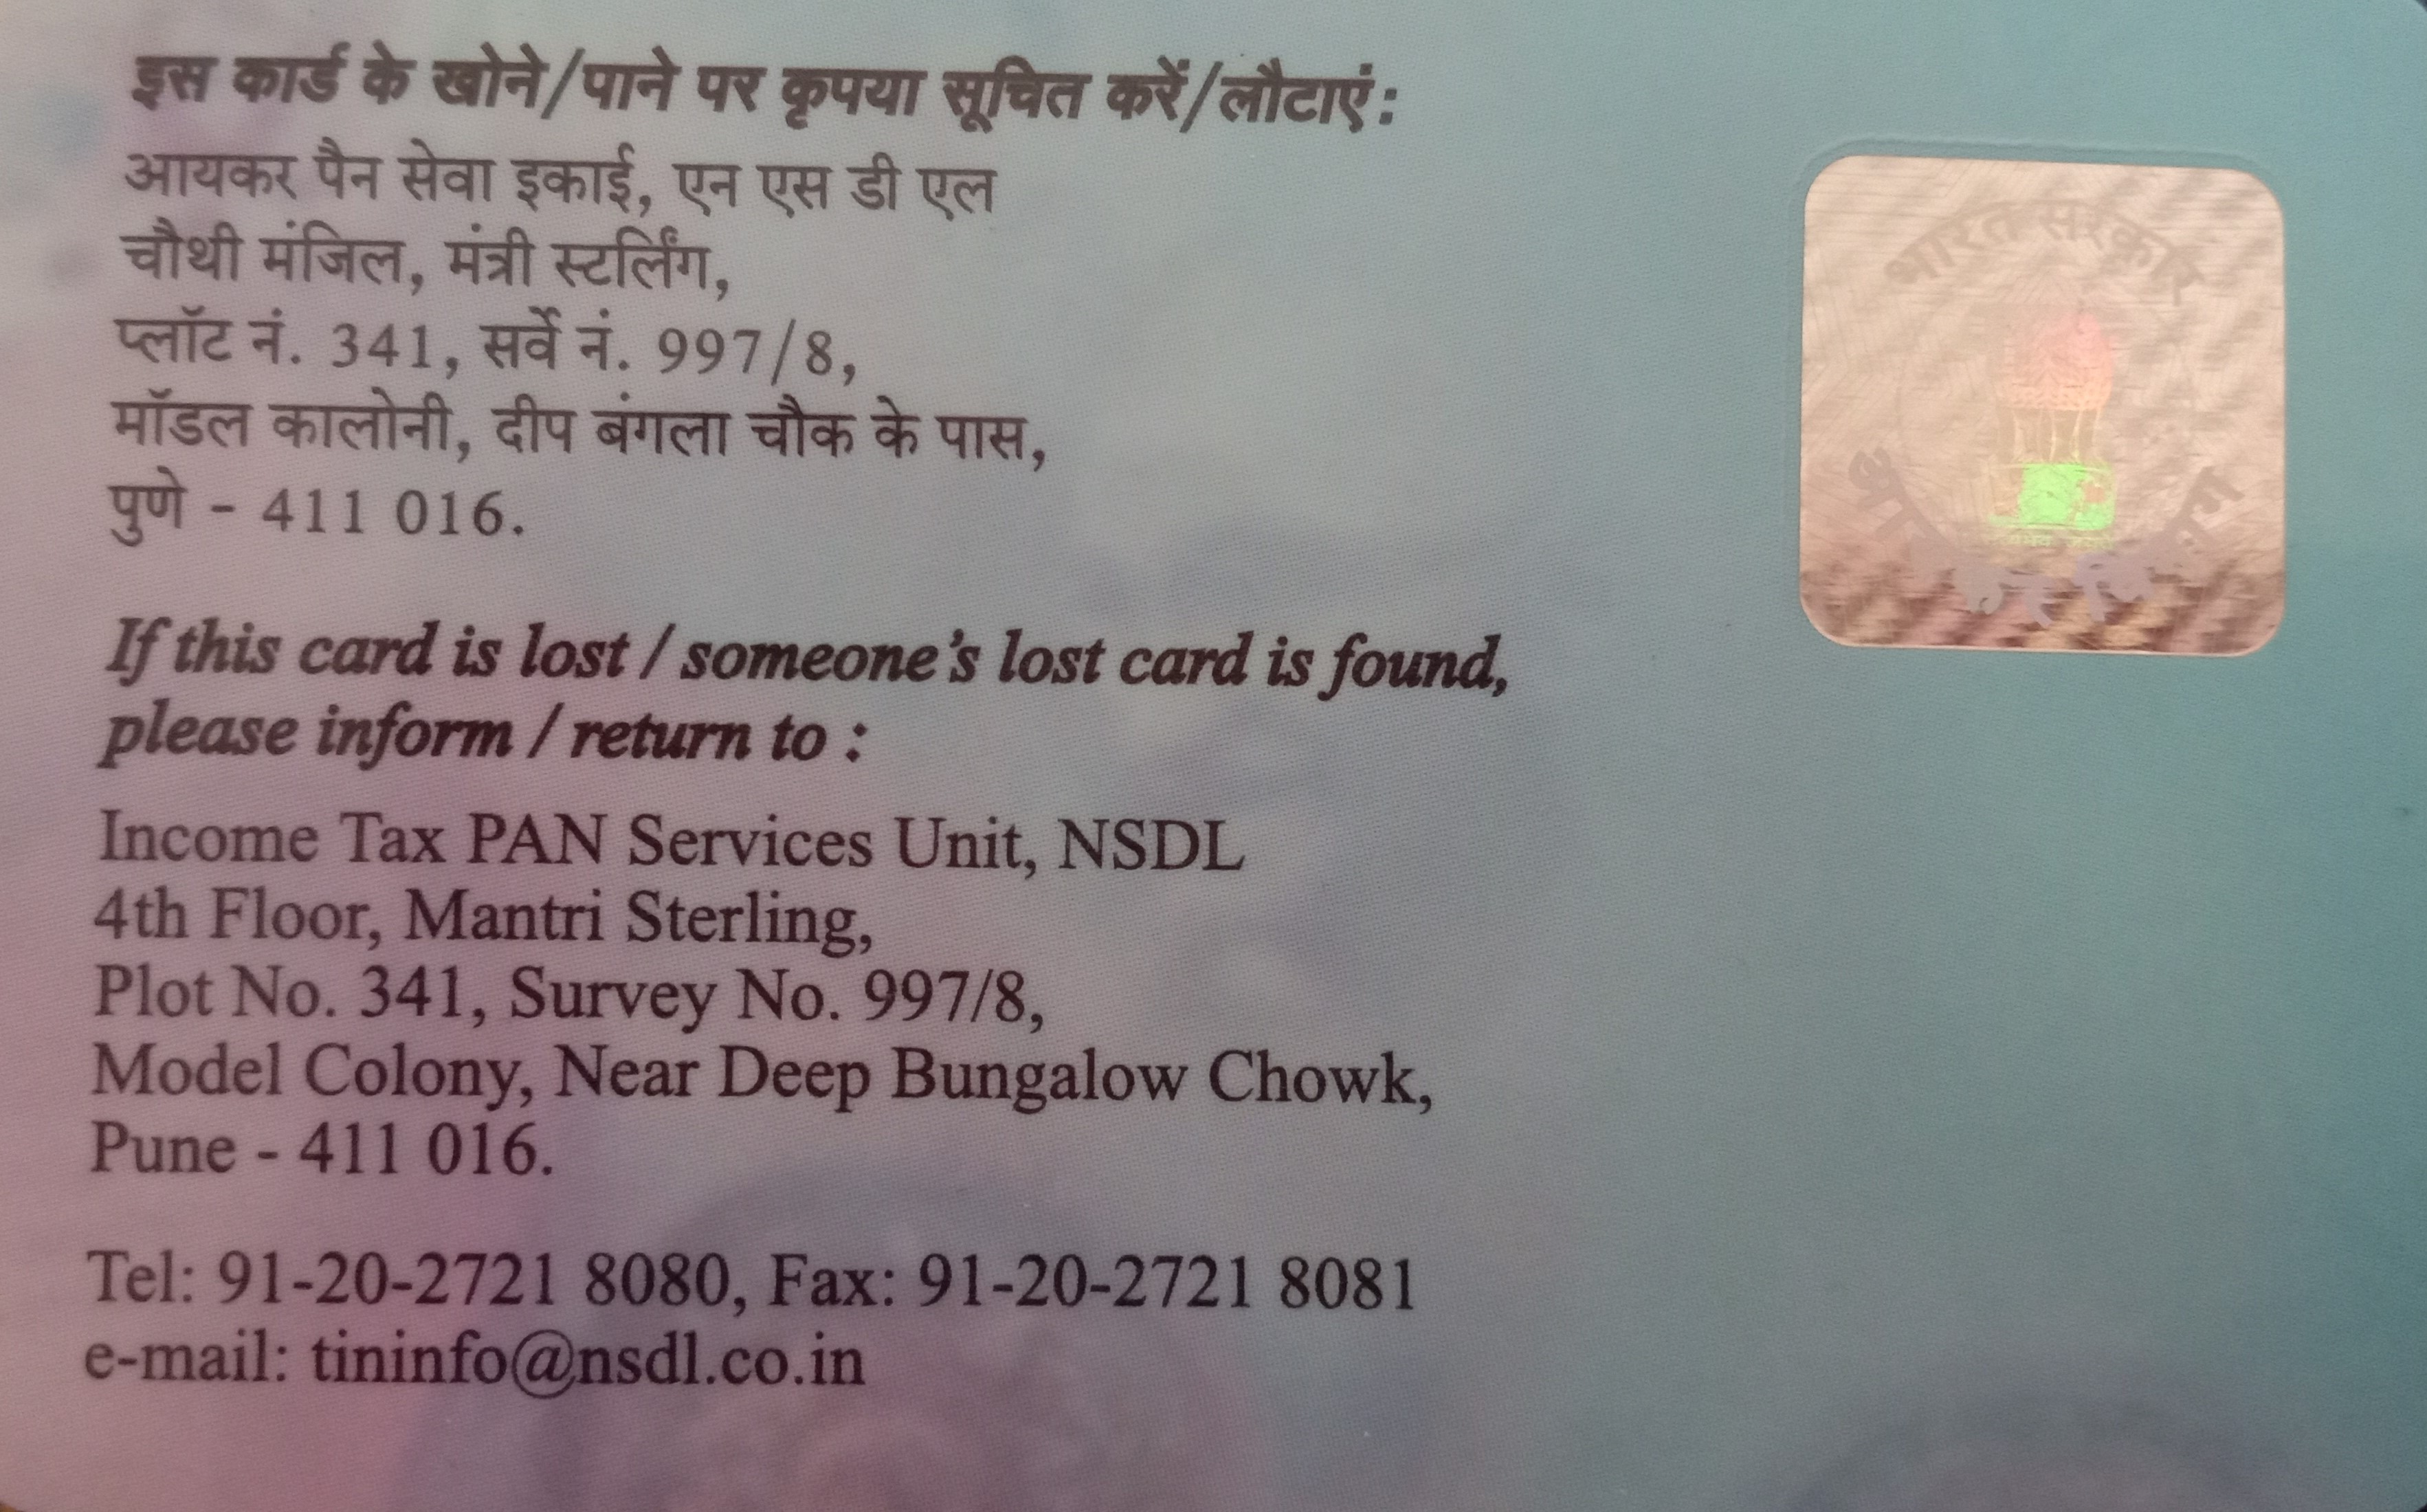 इस कार्ड के खोने/पाने पर कृपया सूचित करें/लौटाएं:
आयकर पैन सेवा इकाई, एन एस डी एल
चौथी मंजिल, मंत्री स्टर्लिंग,
प्लॉट नं. 341, सर्वे नं. 997/8,
मॉडल कालोनी, दीप बंगला चौक के पास,
पुणे - 411 016.
भारत सरकार
If this card is lost / someone's lost card is found,
please inform / return to :
Income Tax PAN Services Unit, NSDL
4th Floor, Mantri Sterling,
Plot No. 341, Survey No. 997/8,
Model Colony, Near Deep Bungalow Chowk,
Pune - 411 016.
Tel: 91-20-2721 8080, Fax: 91-20-2721 8081
e-mail: tininfo@nsdl.co.in